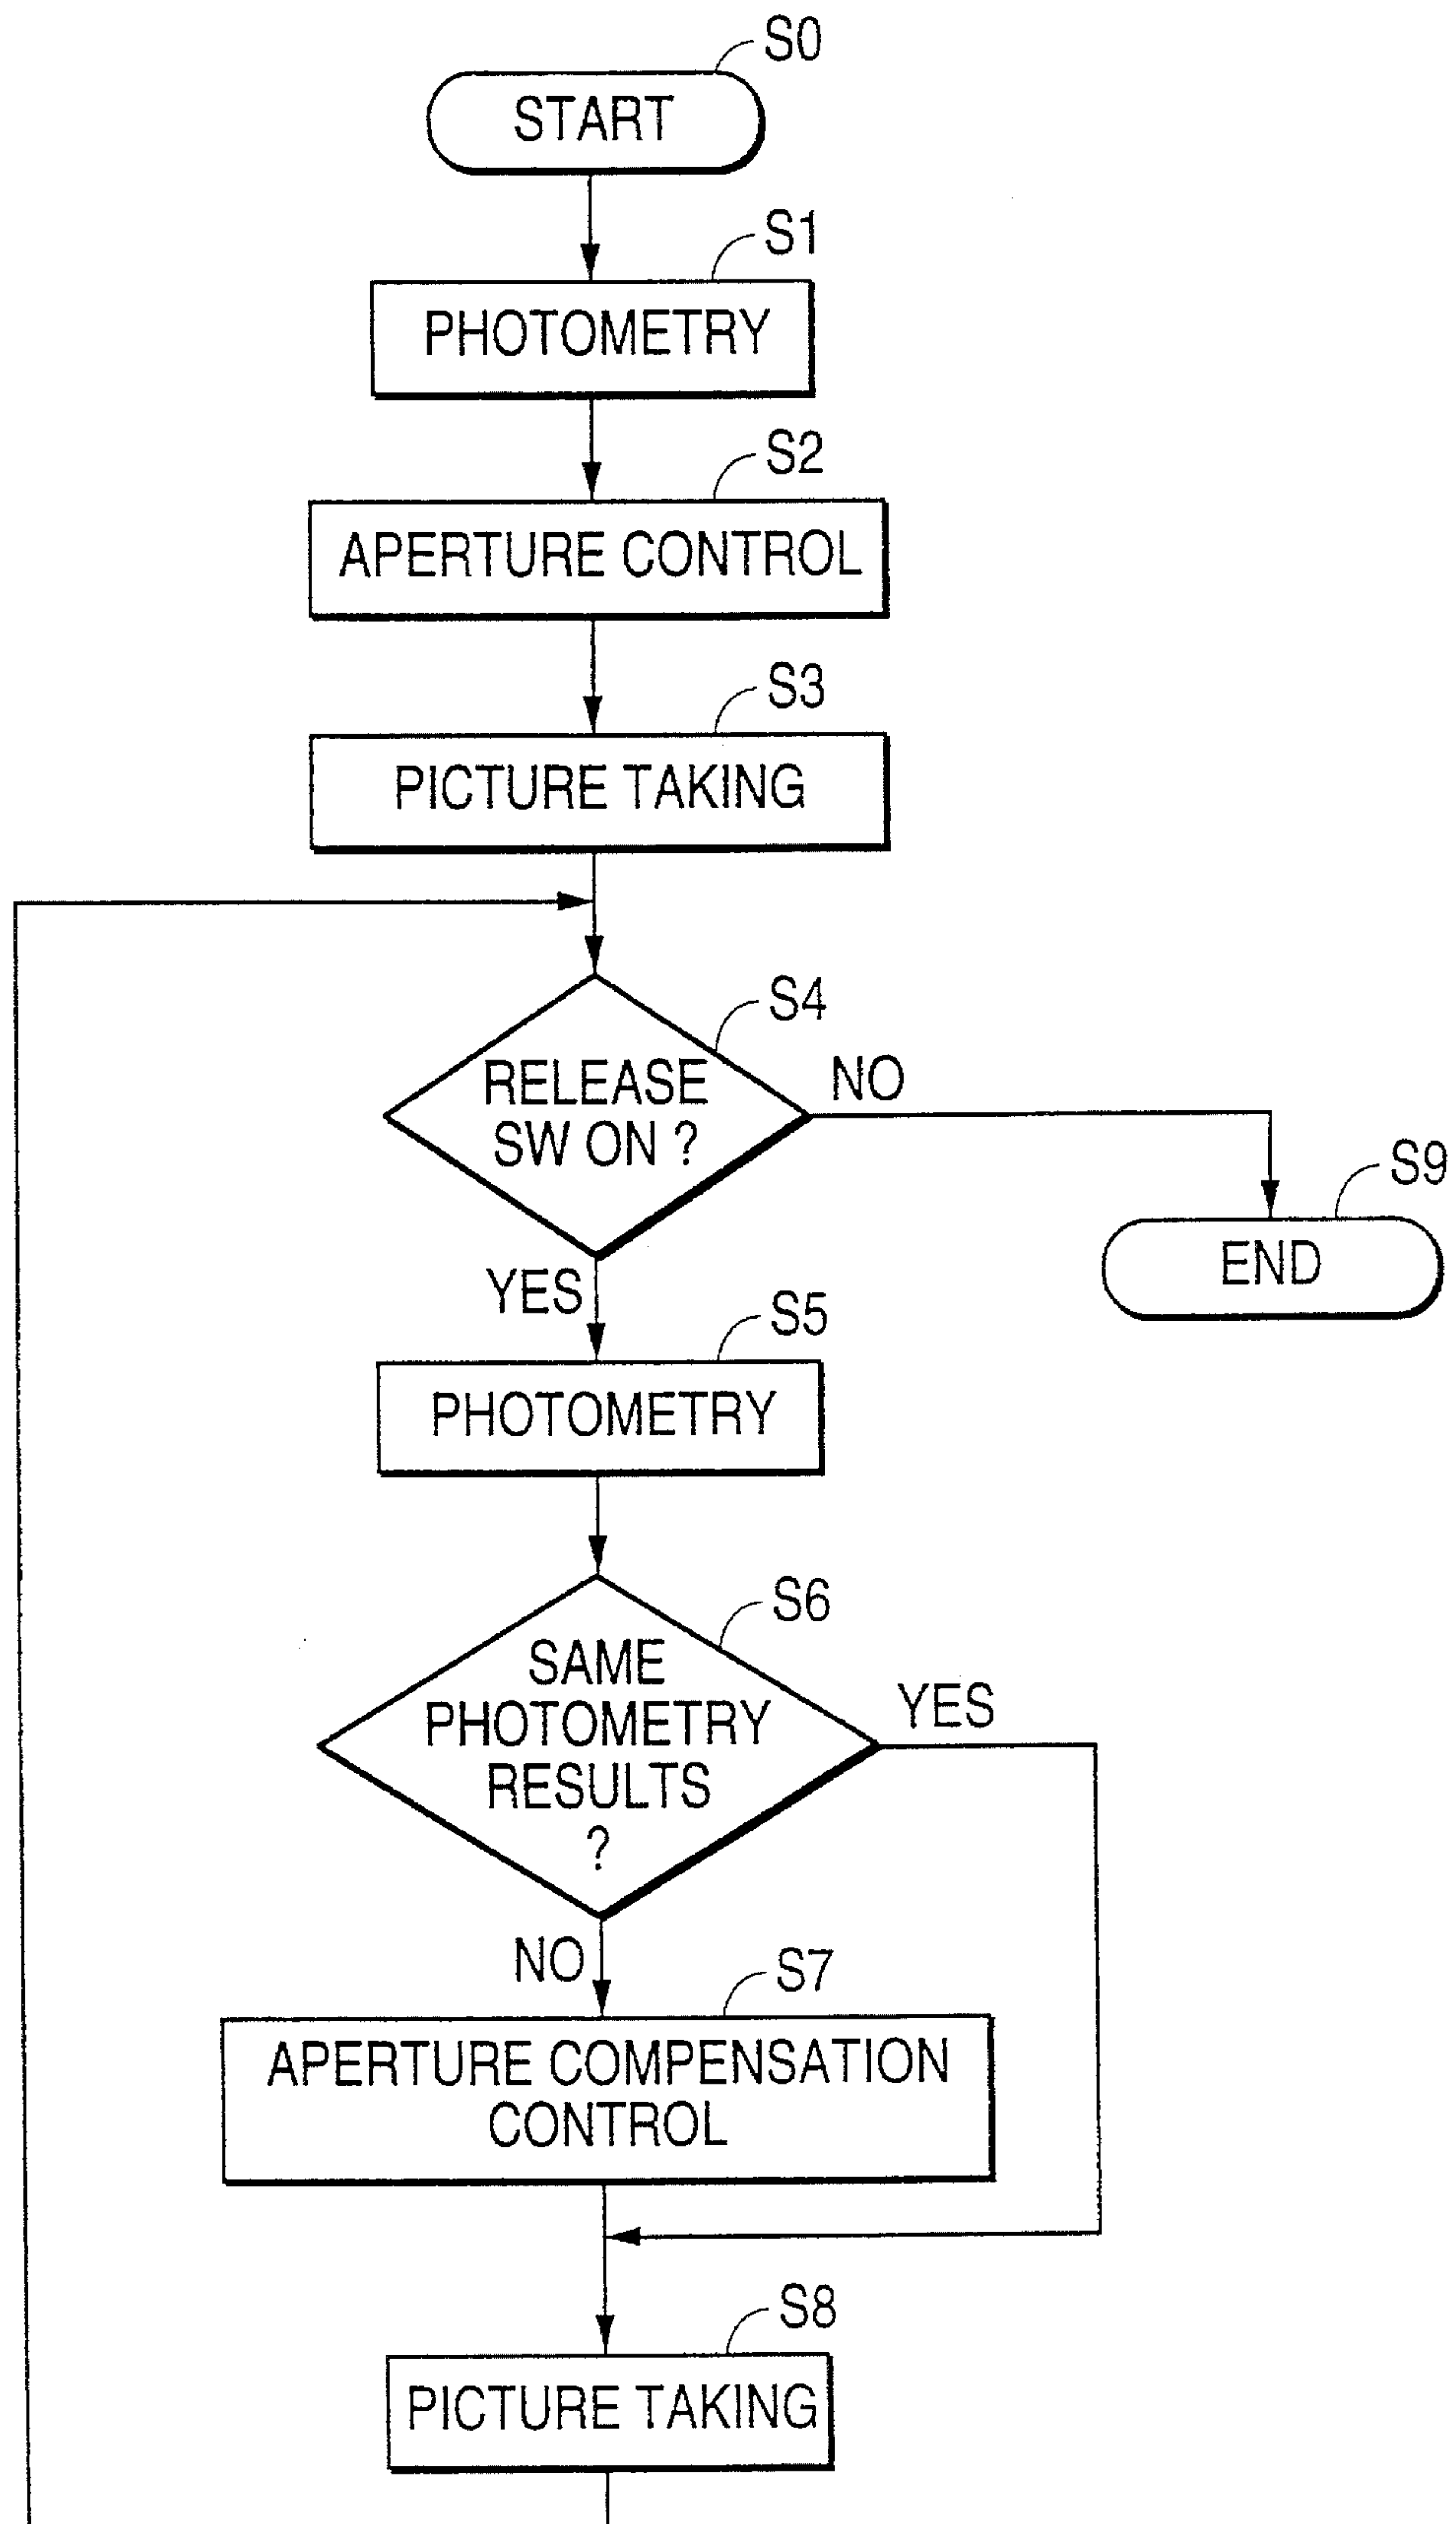 S0
START
S1
PHOTOMETRY
S2
APERTURE CONTROL
S3
PICTURE TAKING
S4
RELEASE
SW ON ?
NO
S9
END
YES
S5
PHOTOMETRY
S6
SAME
PHOTOMETRY
RESULTS
?
YES
NO
S7
APERTURE COMPENSATION
CONTROL
S8
PICTURE TAKING